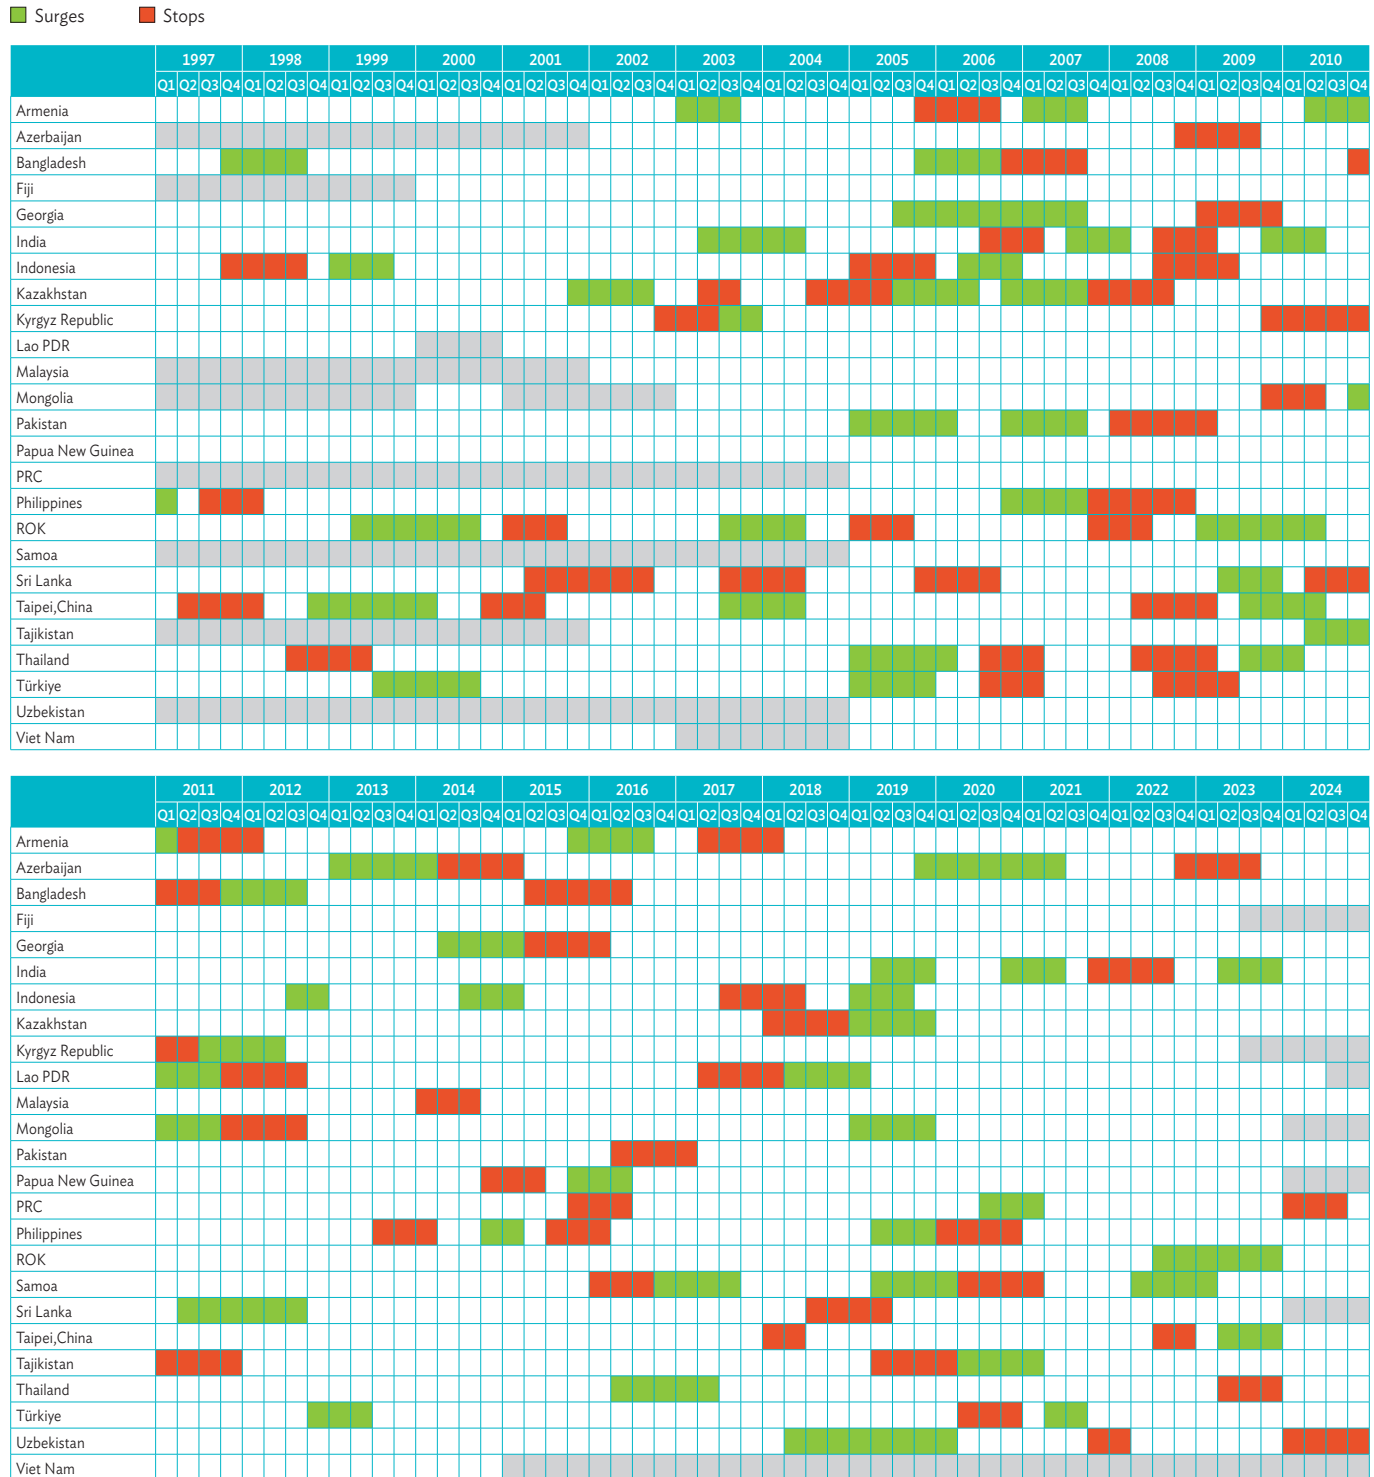 Surges Stops
1997 1998 1999 2000 2001 2002 2003 2004 2005 2006 2007 2008 2009 2010
Q1 Q2 Q3 Q4 Q1 Q2 Q3 Q4 Q1 Q2 Q3 Q4 Q1 Q2 Q3 Q4 Q1 Q2 Q3 Q4 Q1 Q2 Q3 Q4 Q1 Q2 Q3 Q4 Q1 Q2 Q3 Q4 Q1 Q2 Q3 Q4 Q1 Q2 Q3 Q4 Q1 Q2 Q3 Q4 Q1 Q2 Q3 Q4 Q1 Q2 Q3 Q4 Q1 Q2 Q3 Q4
Armenia
Azerbaijan
Bangladesh
Fiji
Georgia
India
Indonesia
Kazakhstan
Kyrgyz Republic
Lao PDR
Malaysia
Mongolia
Pakistan
Papua New Guinea
PRC
Philippines
ROK
Samoa
Sri Lanka
Taipei,China
Tajikistan
Thailand
Türkiye
Uzbekistan
Viet Nam
2011 2012 2013 2014 2015 2016 2017 2018 2019 2020 2021 2022 2023 2024
Q1 Q2 Q3 Q4 Q1 Q2 Q3 Q4 Q1 Q2 Q3 Q4 Q1 Q2 Q3 Q4 Q1 Q2 Q3 Q4 Q1 Q2 Q3 Q4 Q1 Q2 Q3 Q4 Q1 Q2 Q3 Q4 Q1 Q2 Q3 Q4 Q1 Q2 Q3 Q4 Q1 Q2 Q3 Q4 Q1 Q2 Q3 Q4 Q1 Q2 Q3 Q4 Q1 Q2 Q3 Q4
Armenia
Azerbaijan
Bangladesh
Fiji
Georgia
India
Indonesia
Kazakhstan
Kyrgyz Republic
Lao PDR
Malaysia
Mongolia
Pakistan
Papua New Guinea
PRC
Philippines
ROK
Samoa
Sri Lanka
Taipei,China
Tajikistan
Thailand
Türkiye
Uzbekistan
Viet Nam